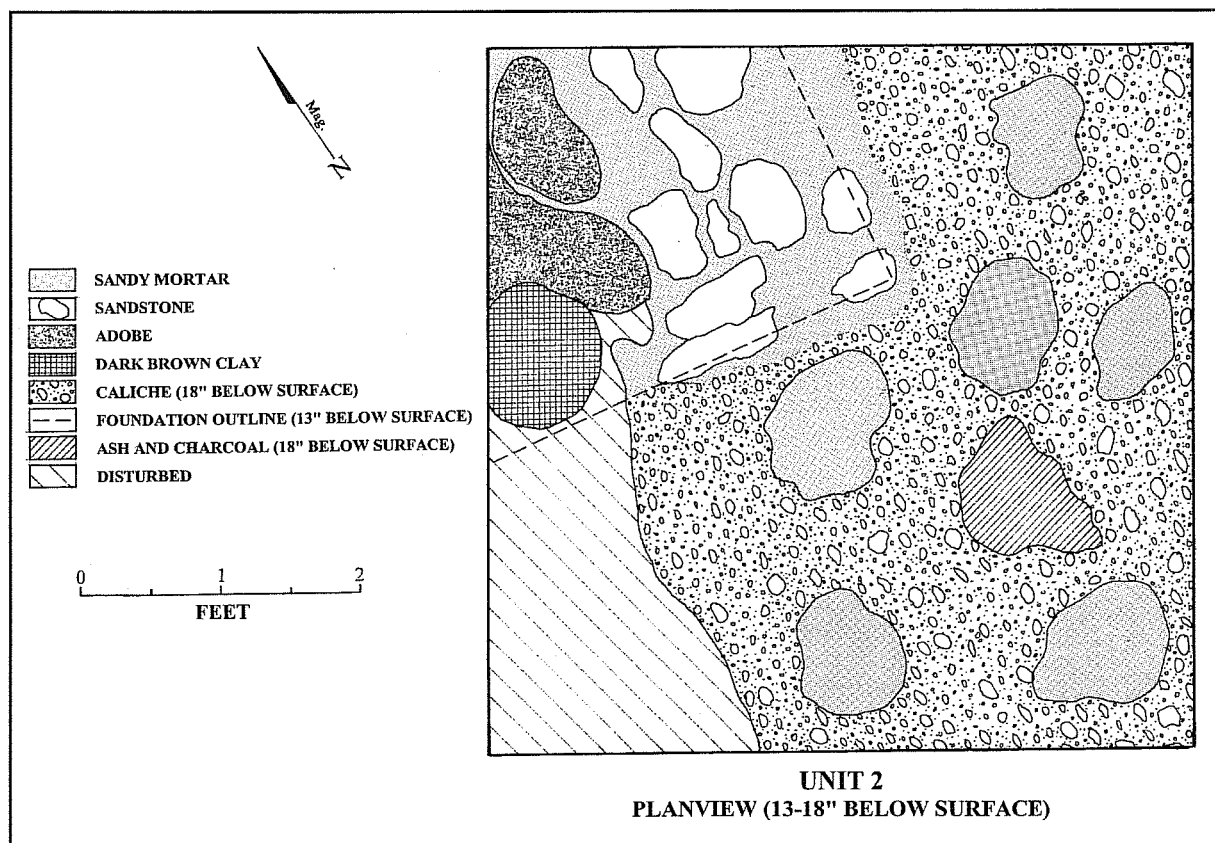 Mag.
N
SANDY MORTAR
SANDSTONE
ADOBE
DARK BROWN CLAY
CALICHE (18" BELOW SURFACE)
FOUNDATION OUTLINE (13" BELOW SURFACE)
ASH AND CHARCOAL (18" BELOW SURFACE)
DISTURBED
0 1 2
FEET
UNIT 2
PLANVIEW (13-18" BELOW SURFACE)